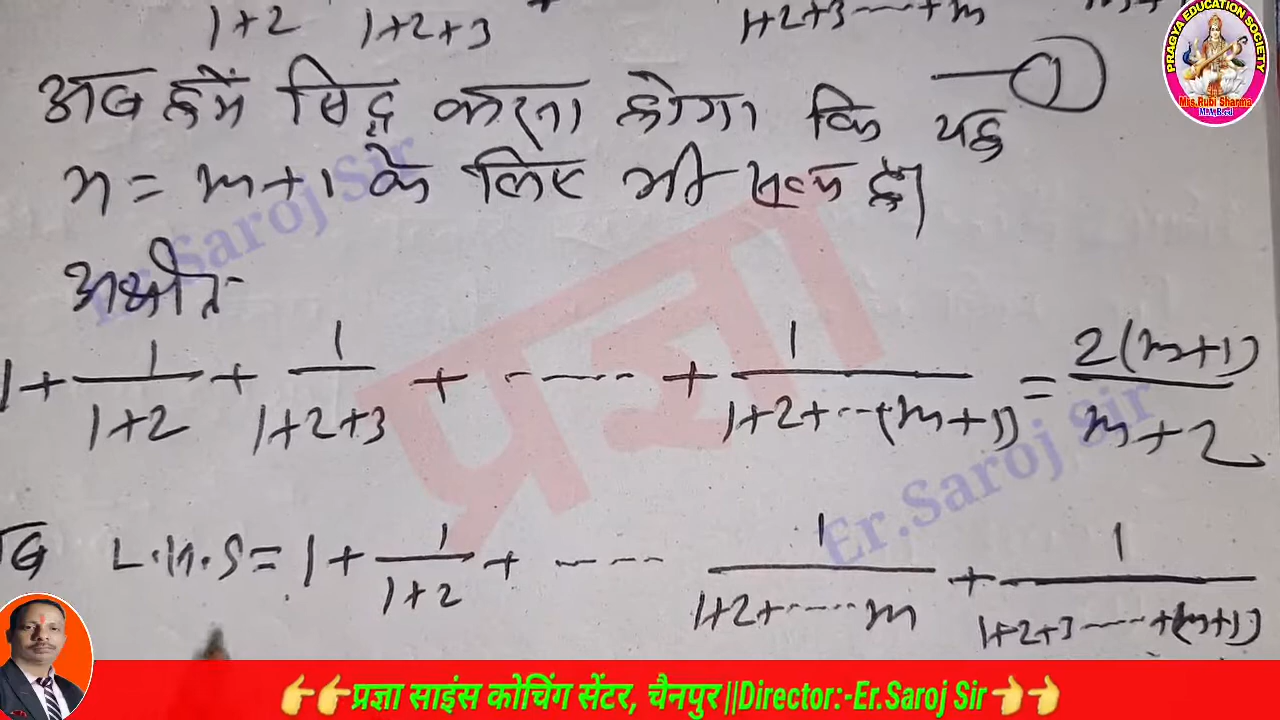 1+2 1+2+3 + 1+2+3----+m
अब हमें सिद्ध करना होगा कि यह —①
n = m+1 के लिए भी सत्य है।
अर्थात्
1 + 1/(1+2) + 1/(1+2+3) + ------ + 1/(1+2+--(m+1)) = 2(m+1)/(m+2)
L.H.S = 1 + 1/(1+2) + ---- 1/(1+2+-----m) + 1/(1+2+3----+(m+1))
PRAGYA EDUCATION SOCIETY
Mrs.Rubi Sharma
Er.Saroj Sir
प्रज्ञा
Er.Saroj Sir
👉👉प्रज्ञा साइंस कोचिंग सेंटर, चैनपुर||Director:-Er.Saroj Sir👈👈